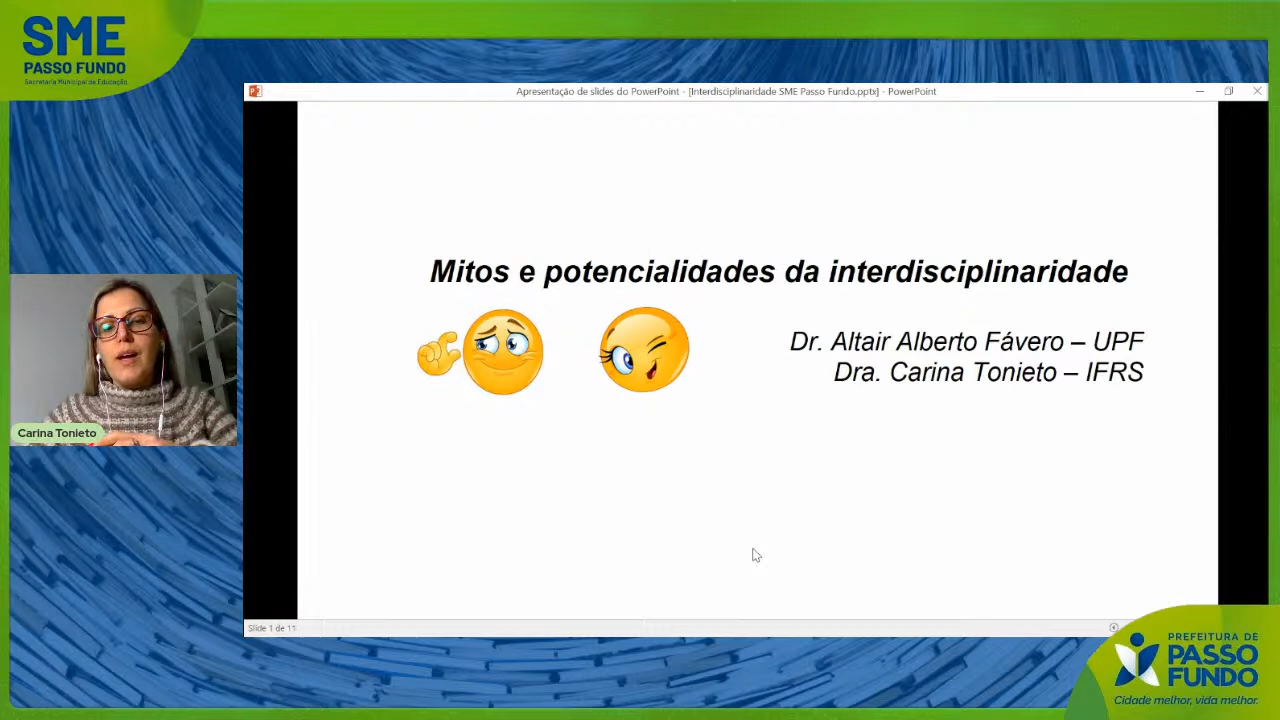 SME
PASSO FUNDO
Secretaria Municipal de Educação
Apresentação de slides do PowerPoint - [Interdisciplinaridade SME Passo Fundo.pptx] - PowerPoint
Mitos e potencialidades da interdisciplinaridade
Dr. Altair Alberto Fávero – UPF
Dra. Carina Tonieto – IFRS
Carina Tonieto
Slide 1 de 11
PREFEITURA DE
PASSO
FUNDO
Cidade melhor, vida melhor.